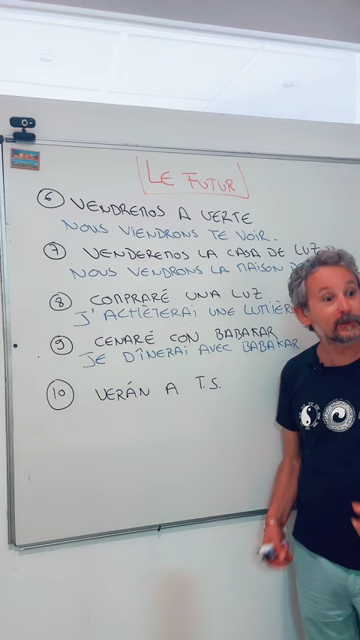 LE FUTUR
6 VENDREMOS A VERTE
NOUS VIENDRONS TE VOIR.
7 VENDEREMOS LA CASA DE LUZ
NOUS VENDRONS LA MAISON
8 COMPRARÉ UNA LUZ
J'ACHÈTERAI UNE LUMIÈRE
9 CENARÉ CON BABAKAR
JE DÎNERAI AVEC BABAKAR
10 VERÁN A T.S.